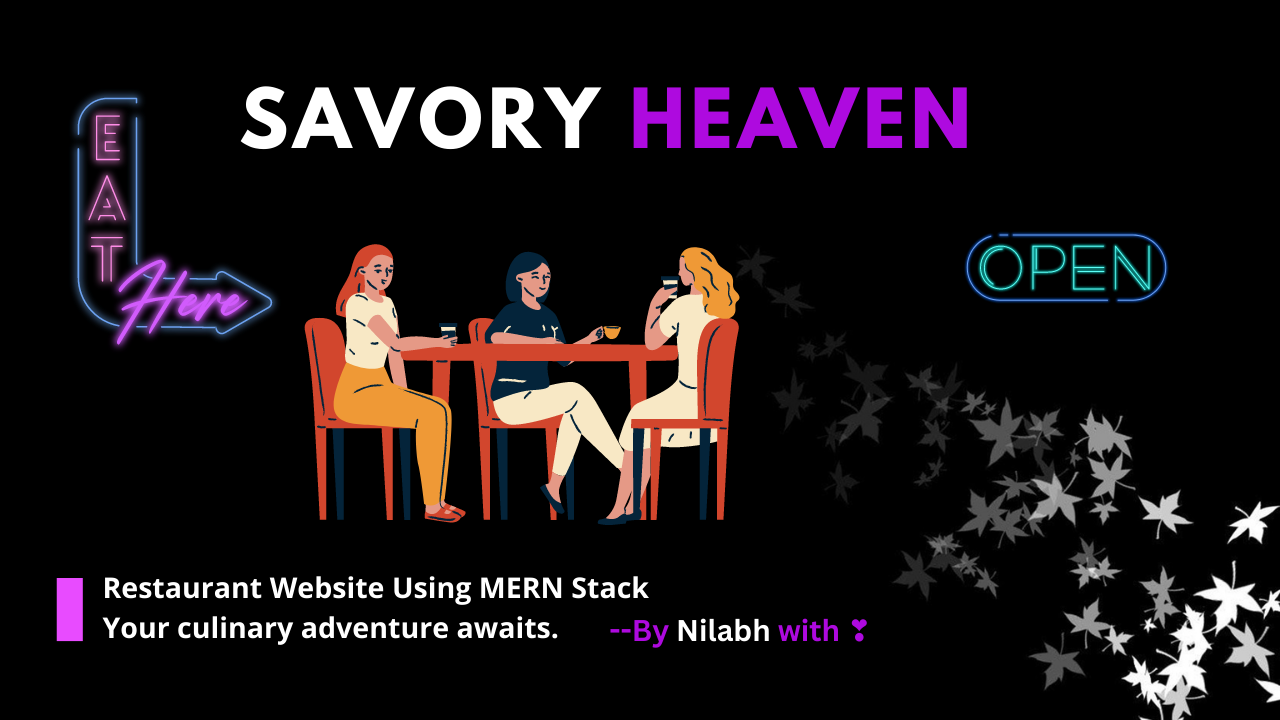 SAVORY HEAVEN
EAT
Here
OPEN
Restaurant Website Using MERN Stack
Your culinary adventure awaits.
--By Nilabh with ❣